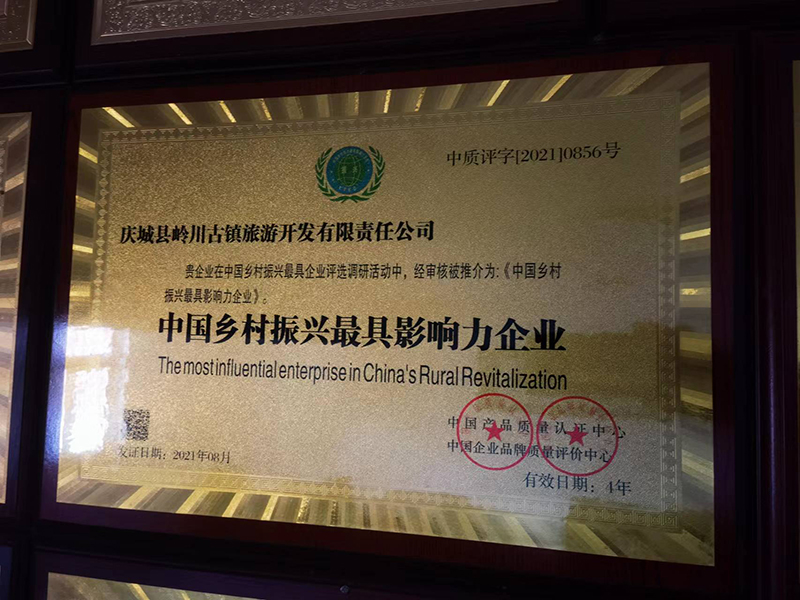 中质评字[2021]0856号
庆城县岭川古镇旅游开发有限责任公司
贵企业在中国乡村振兴最具企业评选调研活动中，经审核被推介为:《中国乡村
振兴最具影响力企业》。
中国乡村振兴最具影响力企业
The most influential enterprise in China's Rural Revitalization
中国产品质量认证中心
中国企业品牌质量评价中心
发证日期：2021年08月
有效日期：4年